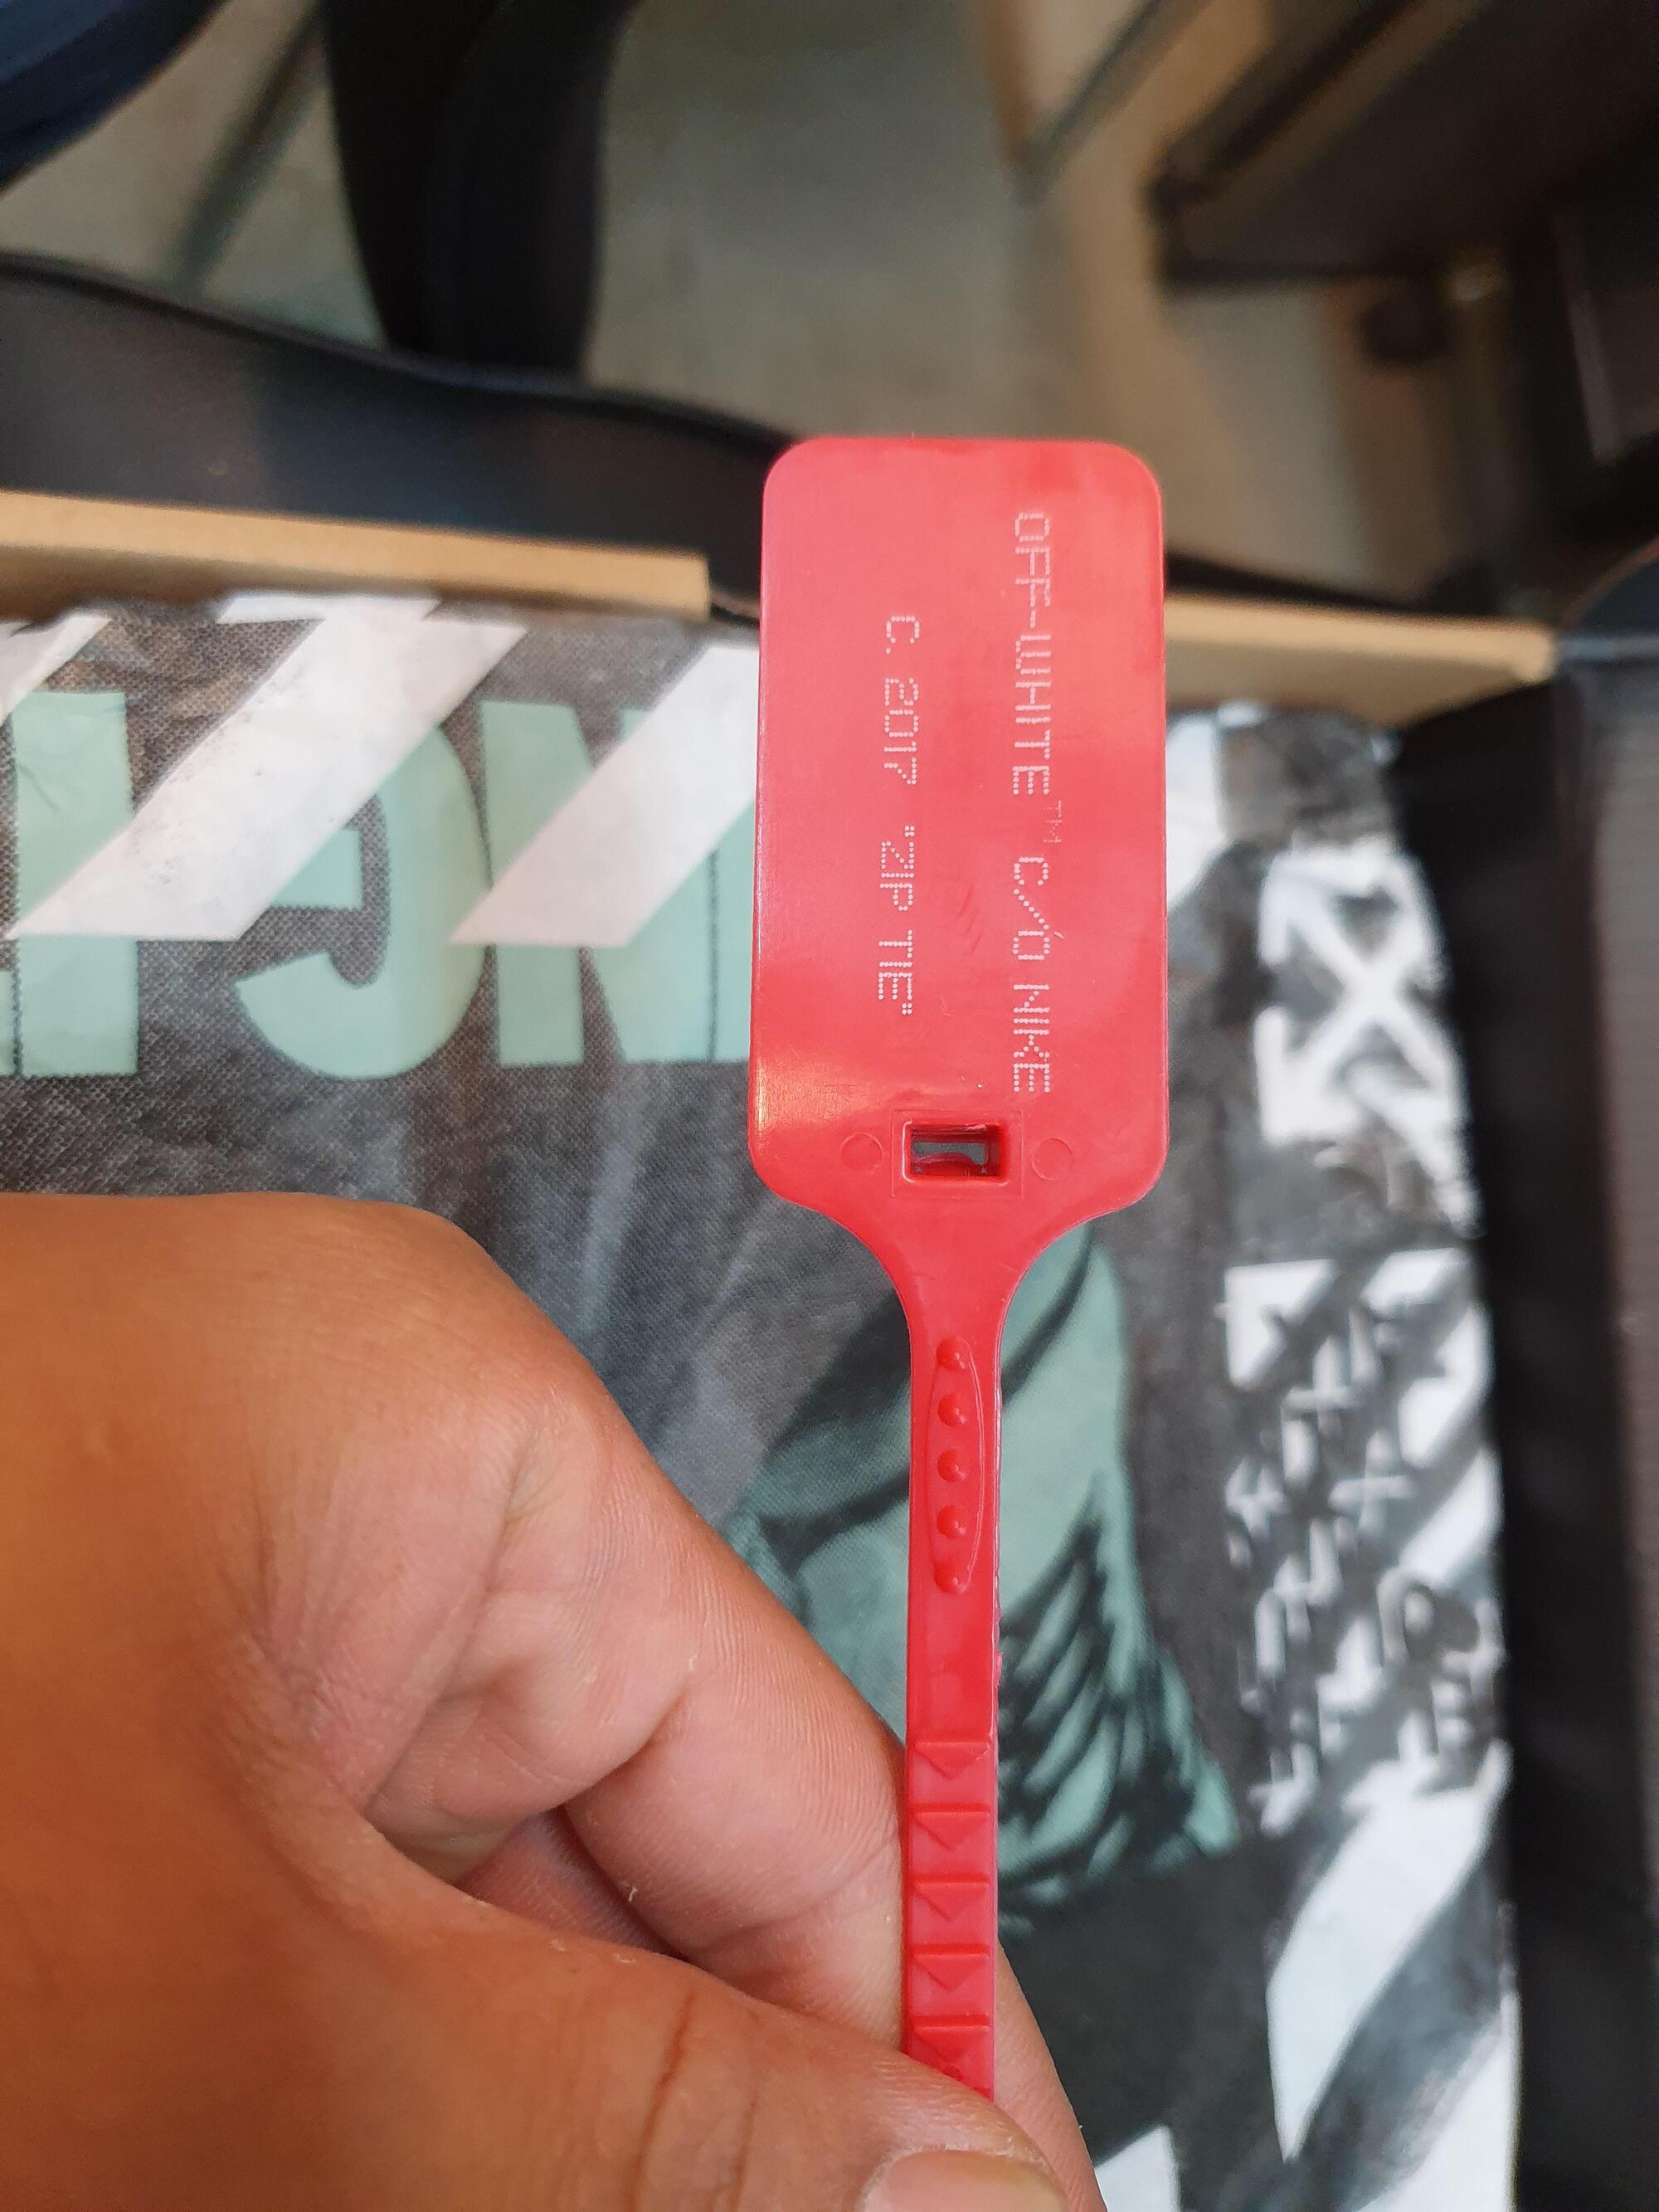 OFF-WHITE™ C/O NIKE
C. 2017 "ZIP TIE"